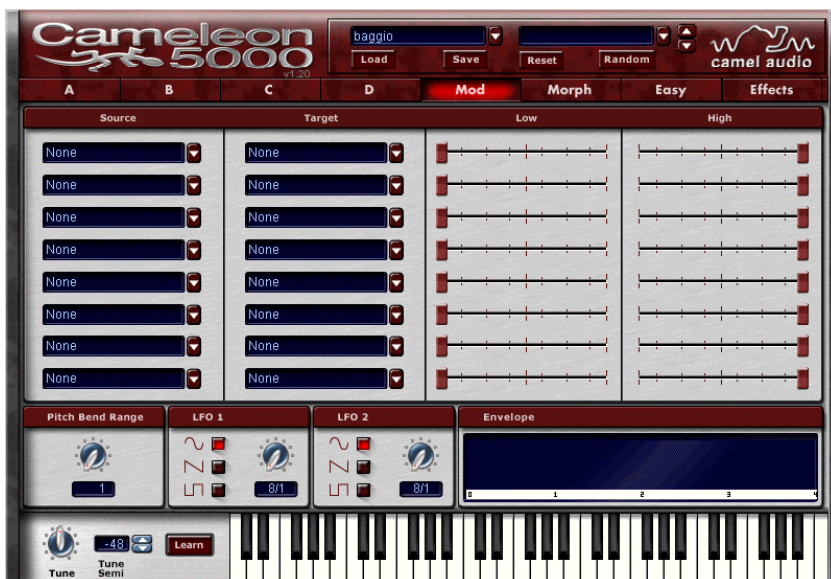 Cameleon
5000
v1.20
baggio
Load Save Reset Random
camel audio
A B C D Mod Morph Easy Effects
Source Target Low High
None None
None None
None None
None None
None None
None None
None None
None None
Pitch Bend Range LFO 1 LFO 2 Envelope
1 8/1 8/1
0 1 2 3 4
-48 Learn
Tune Tune
Semi